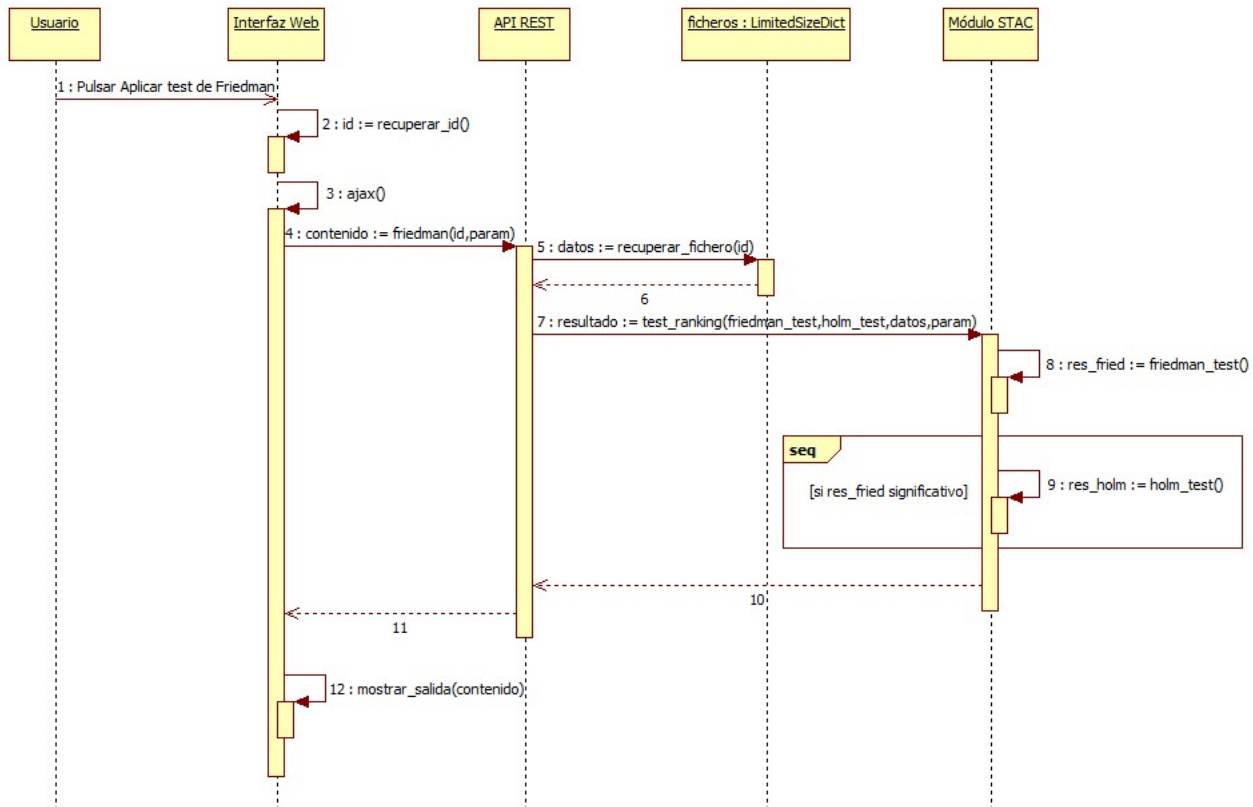 Usuario
Interfaz Web
API REST
ficheros : LimitedSizeDict
Módulo STAC
1 : Pulsar Aplicar test de Friedman
2 : id := recuperar_id()
3 : ajax()
4 : contenido := friedman(id,param)
5 : datos := recuperar_fichero(id)
6
7 : resultado := test_ranking(friedman_test,holm_test,datos,param)
8 : res_fried := friedman_test()
seq
[si res_fried significativo]
9 : res_holm := holm_test()
10
11
12 : mostrar_salida(contenido)